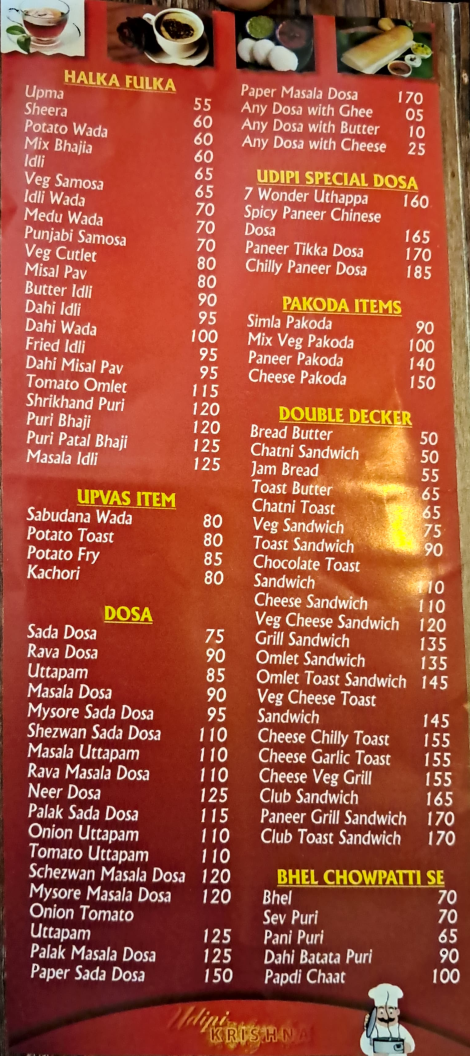 HALKA FULKA
Upma 55
Sheera 60
Potato Wada 60
Mix Bhajia 60
Idli 65
Veg Samosa 65
Idli Wada 70
Medu Wada 70
Punjabi Samosa 70
Veg Cutlet 80
Misal Pav 80
Butter Idli 90
Dahi Idli 95
Dahi Wada 100
Fried Idli 95
Dahi Misal Pav 95
Tomato Omlet 115
Shrikhand Puri 120
Puri Bhaji 120
Puri Patal Bhaji 125
Masala Idli 125
UPVAS ITEM
Sabudana Wada 80
Potato Toast 80
Potato Fry 85
Kachori 80
DOSA
Sada Dosa 75
Rava Dosa 90
Uttapam 85
Masala Dosa 90
Mysore Sada Dosa 95
Shezwan Sada Dosa 110
Masala Uttapam 110
Rava Masala Dosa 110
Neer Dosa 125
Palak Sada Dosa 115
Onion Uttapam 110
Tomato Uttapam 110
Schezwan Masala Dosa 120
Mysore Masala Dosa 120
Onion Tomato
Uttapam 125
Palak Masala Dosa 125
Paper Sada Dosa 150
Paper Masala Dosa 170
Any Dosa with Ghee 05
Any Dosa with Butter 10
Any Dosa with Cheese 25
UDIPI SPECIAL DOSA
7 Wonder Uthappa 160
Spicy Paneer Chinese
Dosa 165
Paneer Tikka Dosa 170
Chilly Paneer Dosa 185
PAKODA ITEMS
Simla Pakoda 90
Mix Veg Pakoda 100
Paneer Pakoda 140
Cheese Pakoda 150
DOUBLE DECKER
Bread Butter 50
Chatni Sandwich 50
Jam Bread 55
Toast Butter 65
Chatni Toast 65
Veg Sandwich 75
Toast Sandwich 90
Chocolate Toast
Sandwich 110
Cheese Sandwich 110
Veg Cheese Sandwich 120
Grill Sandwich 135
Omlet Sandwich 135
Omlet Toast Sandwich 145
Veg Cheese Toast
Sandwich 145
Cheese Chilly Toast 155
Cheese Garlic Toast 155
Cheese Veg Grill 155
Club Sandwich 165
Paneer Grill Sandwich 170
Club Toast Sandwich 170
BHEL CHOWPATTI SE
Bhel 70
Sev Puri 70
Pani Puri 65
Dahi Batata Puri 90
Papdi Chaat 100
Udipi
KRISHNA